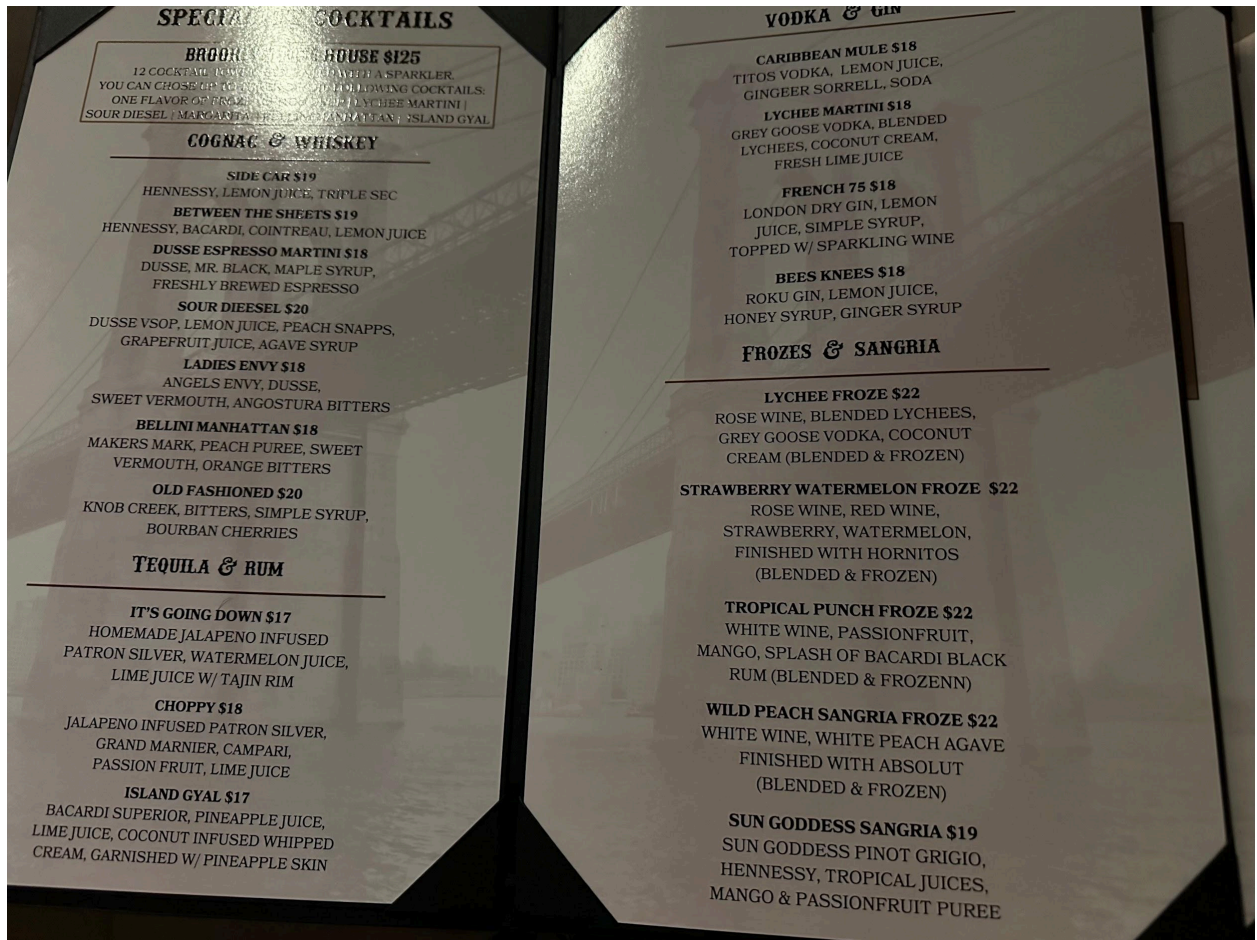 SPECIA COCKTAILS
BROOK HOUSE $125
12 COCKTAIL WITH A SPARKLER.
YOU CAN CHOSE UP TO FOLLOWING COCKTAILS:
ONE FLAVOR OF FROZ | LYCHEE MARTINI |
SOUR DIESEL | MARGARITA | MANHATTAN | ISLAND GYAL
COGNAC & WHISKEY
SIDE CAR $19
HENNESSY, LEMON JUICE, TRIPLE SEC
BETWEEN THE SHEETS $19
HENNESSY, BACARDI, COINTREAU, LEMON JUICE
DUSSE ESPRESSO MARTINI $18
DUSSE, MR. BLACK, MAPLE SYRUP,
FRESHLY BREWED ESPRESSO
SOUR DIEESEL $20
DUSSE VSOP, LEMON JUICE, PEACH SNAPPS,
GRAPEFRUIT JUICE, AGAVE SYRUP
LADIES ENVY $18
ANGELS ENVY, DUSSE,
SWEET VERMOUTH, ANGOSTURA BITTERS
BELLINI MANHATTAN $18
MAKERS MARK, PEACH PUREE, SWEET
VERMOUTH, ORANGE BITTERS
OLD FASHIONED $20
KNOB CREEK, BITTERS, SIMPLE SYRUP,
BOURBAN CHERRIES
TEQUILA & RUM
IT'S GOING DOWN $17
HOMEMADE JALAPENO INFUSED
PATRON SILVER, WATERMELON JUICE,
LIME JUICE W/ TAJIN RIM
CHOPPY $18
JALAPENO INFUSED PATRON SILVER,
GRAND MARNIER, CAMPARI,
PASSION FRUIT, LIME JUICE
ISLAND GYAL $17
BACARDI SUPERIOR, PINEAPPLE JUICE,
LIME JUICE, COCONUT INFUSED WHIPPED
CREAM, GARNISHED W/ PINEAPPLE SKIN
VODKA & GIN
CARIBBEAN MULE $18
TITOS VODKA, LEMON JUICE,
GINGEER SORRELL, SODA
LYCHEE MARTINI $18
GREY GOOSE VODKA, BLENDED
LYCHEES, COCONUT CREAM,
FRESH LIME JUICE
FRENCH 75 $18
LONDON DRY GIN, LEMON
JUICE, SIMPLE SYRUP,
TOPPED W/ SPARKLING WINE
BEES KNEES $18
ROKU GIN, LEMON JUICE,
HONEY SYRUP, GINGER SYRUP
FROZES & SANGRIA
LYCHEE FROZE $22
ROSE WINE, BLENDED LYCHEES,
GREY GOOSE VODKA, COCONUT
CREAM (BLENDED & FROZEN)
STRAWBERRY WATERMELON FROZE $22
ROSE WINE, RED WINE,
STRAWBERRY, WATERMELON,
FINISHED WITH HORNITOS
(BLENDED & FROZEN)
TROPICAL PUNCH FROZE $22
WHITE WINE, PASSIONFRUIT,
MANGO, SPLASH OF BACARDI BLACK
RUM (BLENDED & FROZENN)
WILD PEACH SANGRIA FROZE $22
WHITE WINE, WHITE PEACH AGAVE
FINISHED WITH ABSOLUT
(BLENDED & FROZEN)
SUN GODDESS SANGRIA $19
SUN GODDESS PINOT GRIGIO,
HENNESSY, TROPICAL JUICES,
MANGO & PASSIONFRUIT PUREE